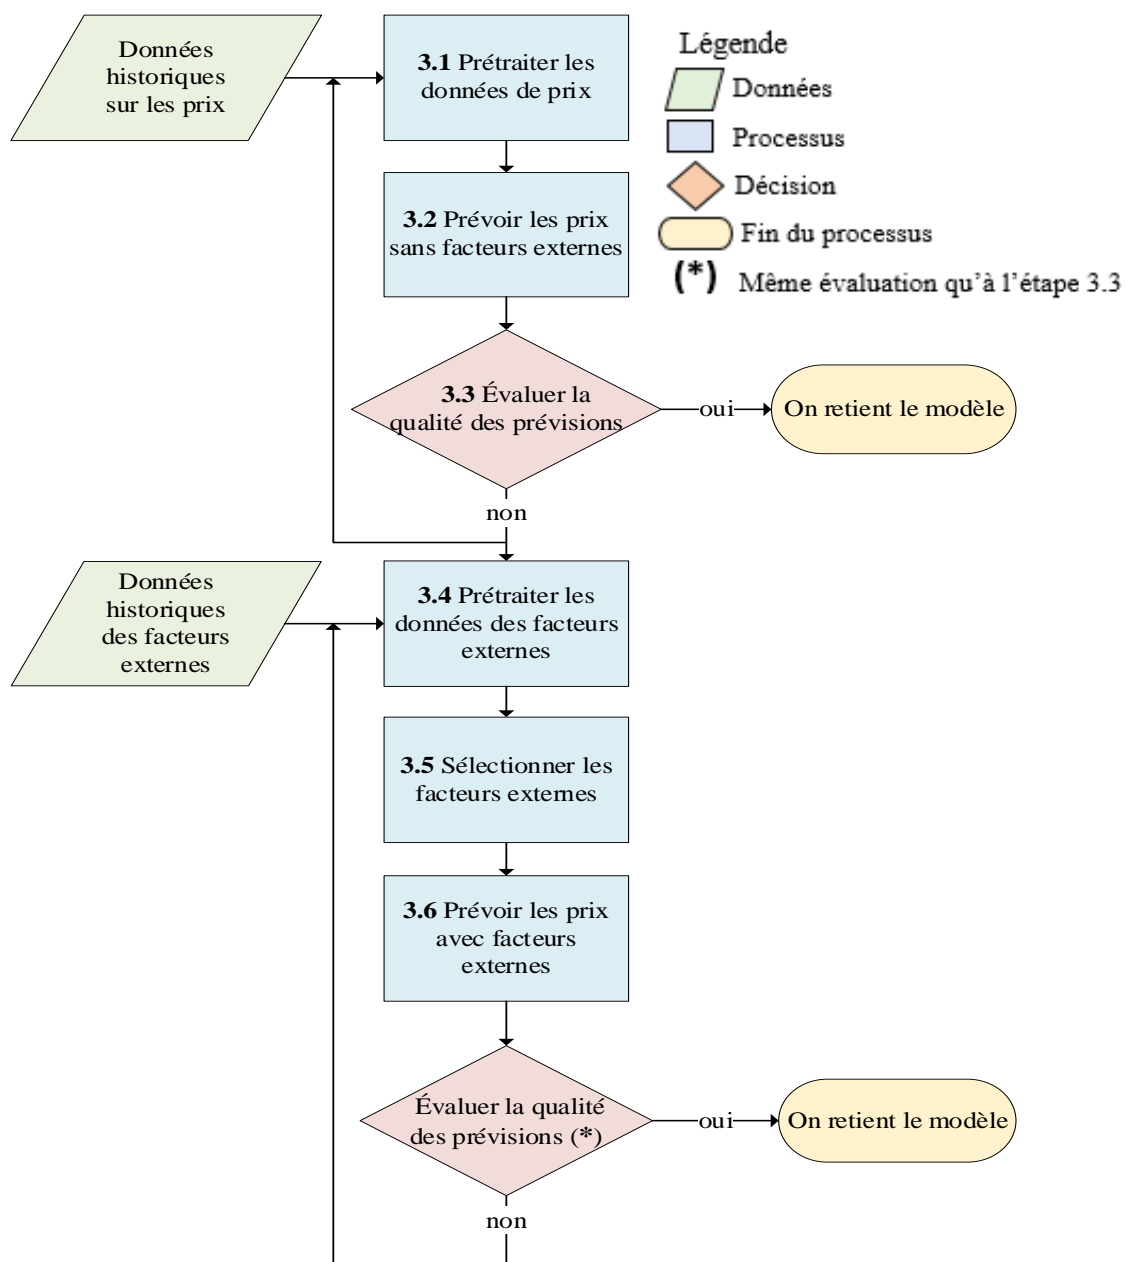 Données
historiques
sur les prix
3.1 Prétraiter les
données de prix
Légende
Données
Processus
Décision
Fin du processus
(*) Même évaluation qu’à l’étape 3.3
3.2 Prévoir les prix
sans facteurs externes
3.3 Évaluer la
qualité des prévisions
oui
On retient le modèle
non
Données
historiques
des facteurs
externes
3.4 Prétraiter les
données des facteurs
externes
3.5 Sélectionner les
facteurs externes
3.6 Prévoir les prix
avec facteurs
externes
Évaluer la qualité
des prévisions (*)
oui
On retient le modèle
non